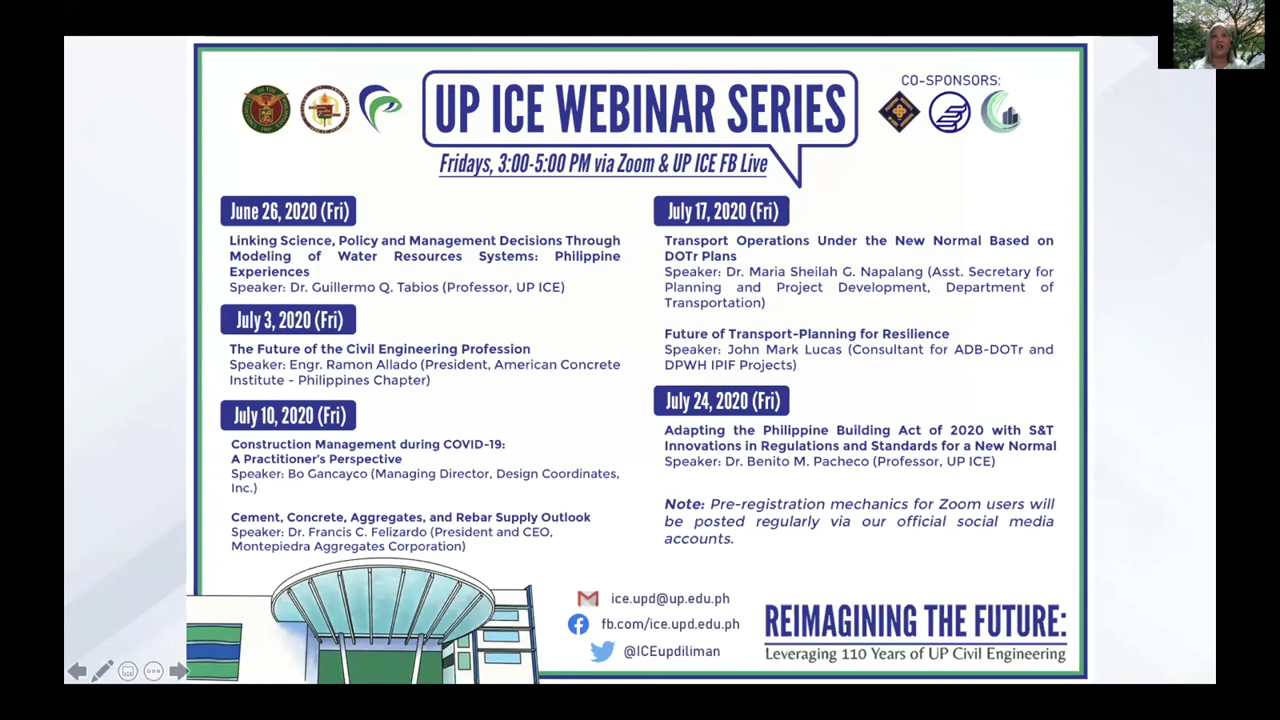 UP ICE WEBINAR SERIES
Fridays, 3:00-5:00 PM via Zoom & UP ICE FB Live
CO-SPONSORS:
June 26, 2020 (Fri)
Linking Science, Policy and Management Decisions Through
Modeling of Water Resources Systems: Philippine
Experiences
Speaker: Dr. Guillermo Q. Tabios (Professor, UP ICE)
July 3, 2020 (Fri)
The Future of the Civil Engineering Profession
Speaker: Engr. Ramon Allado (President, American Concrete
Institute - Philippines Chapter)
July 10, 2020 (Fri)
Construction Management during COVID-19:
A Practitioner's Perspective
Speaker: Bo Gancayco (Managing Director, Design Coordinates,
Inc.)
Cement, Concrete, Aggregates, and Rebar Supply Outlook
Speaker: Dr. Francis C. Felizardo (President and CEO,
Montepiedra Aggregates Corporation)
July 17, 2020 (Fri)
Transport Operations Under the New Normal Based on
DOTr Plans
Speaker: Dr. Maria Sheilah G. Napalang (Asst. Secretary for
Planning and Project Development, Department of
Transportation)
Future of Transport-Planning for Resilience
Speaker: John Mark Lucas (Consultant for ADB-DOTr and
DPWH IPIF Projects)
July 24, 2020 (Fri)
Adapting the Philippine Building Act of 2020 with S&T
Innovations in Regulations and Standards for a New Normal
Speaker: Dr. Benito M. Pacheco (Professor, UP ICE)
Note: Pre-registration mechanics for Zoom users will
be posted regularly via our official social media
accounts.
ice.upd@up.edu.ph
fb.com/ice.upd.edu.ph
@ICEupdiliman
REIMAGINING THE FUTURE:
Leveraging 110 Years of UP Civil Engineering